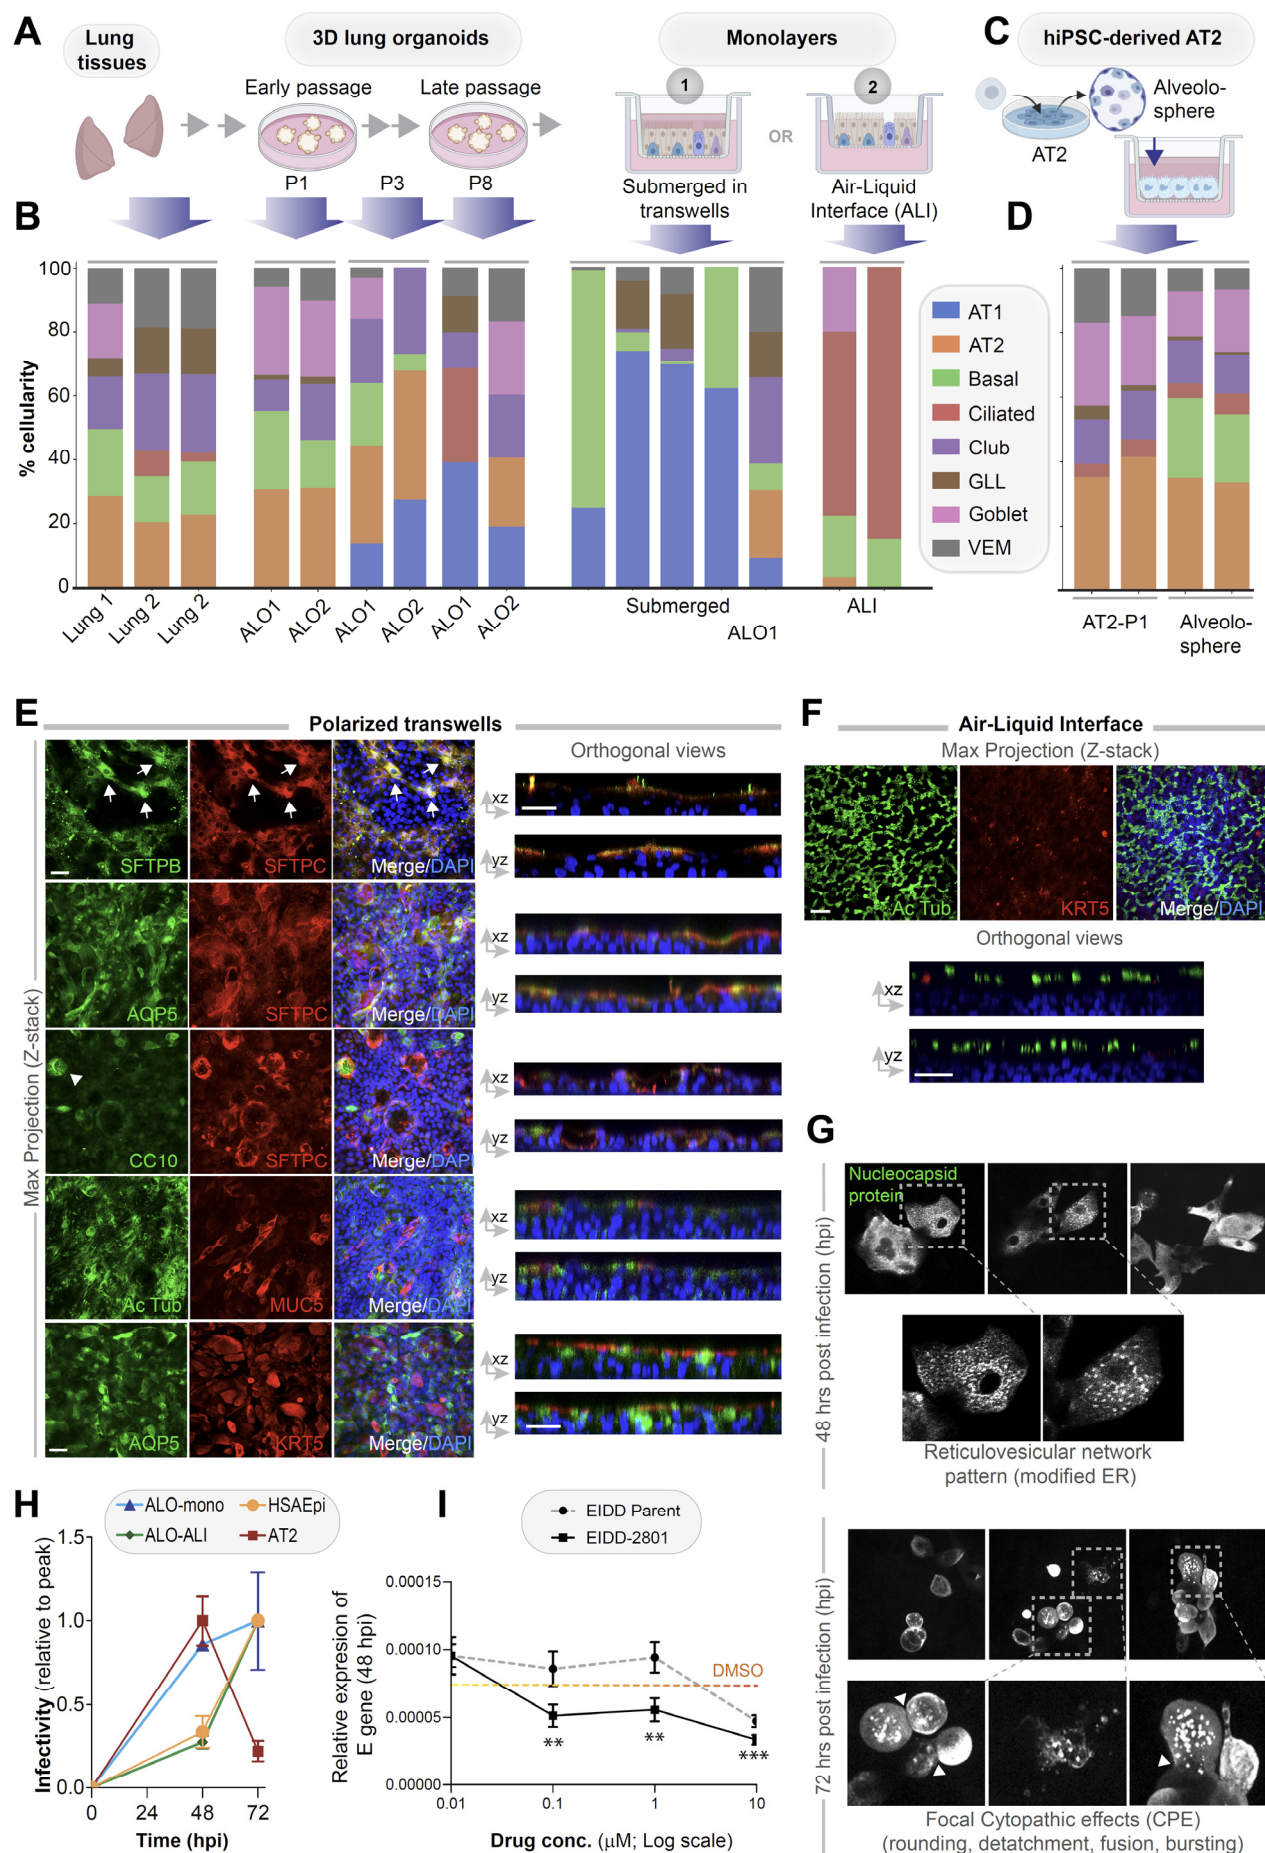 A
Lung
tissues
3D lung organoids
Early passage
Late passage
P1
P3
P8
Monolayers
1
2
OR
Submerged in
transwells
Air-Liquid
Interface (ALI)
C
hiPSC-derived AT2
Alveolo-
sphere
AT2
B
% cellularity
100
80
60
40
20
0
Lung 1
Lung 2
Lung 2
ALO1
ALO2
ALO1
ALO2
ALO1
ALO2
Submerged
ALO1
ALI
AT1
AT2
Basal
Ciliated
Club
GLL
Goblet
VEM
D
AT2-P1
Alveolo-
sphere
E
Polarized transwells
Orthogonal views
Max Projection (Z-stack)
SFTPB
SFTPC
Merge/DAPI
xz
yz
AQP5
SFTPC
Merge/DAPI
xz
yz
CC10
SFTPC
Merge/DAPI
xz
yz
Ac Tub
MUC5
Merge/DAPI
xz
yz
AQP5
KRT5
Merge/DAPI
xz
yz
F
Air-Liquid Interface
Max Projection (Z-stack)
Ac Tub
KRT5
Merge/DAPI
Orthogonal views
xz
yz
G
48 hrs post infection (hpi)
Nucleocapsid
protein
Reticulovesicular network
pattern (modified ER)
72 hrs post infection (hpi)
Focal Cytopathic effects (CPE)
(rounding, detatchment, fusion, bursting)
H
ALO-mono
HSAEpi
ALO-ALI
AT2
Infectivity (relative to peak)
1.5
1.0
0.5
0.0
0
24
48
72
Time (hpi)
I
EIDD Parent
EIDD-2801
Relative expresion of
E gene (48 hpi)
0.00015
0.00010
0.00005
0.00000
DMSO
**
**
***
0.01
0.1
1
10
Drug conc. (μM; Log scale)